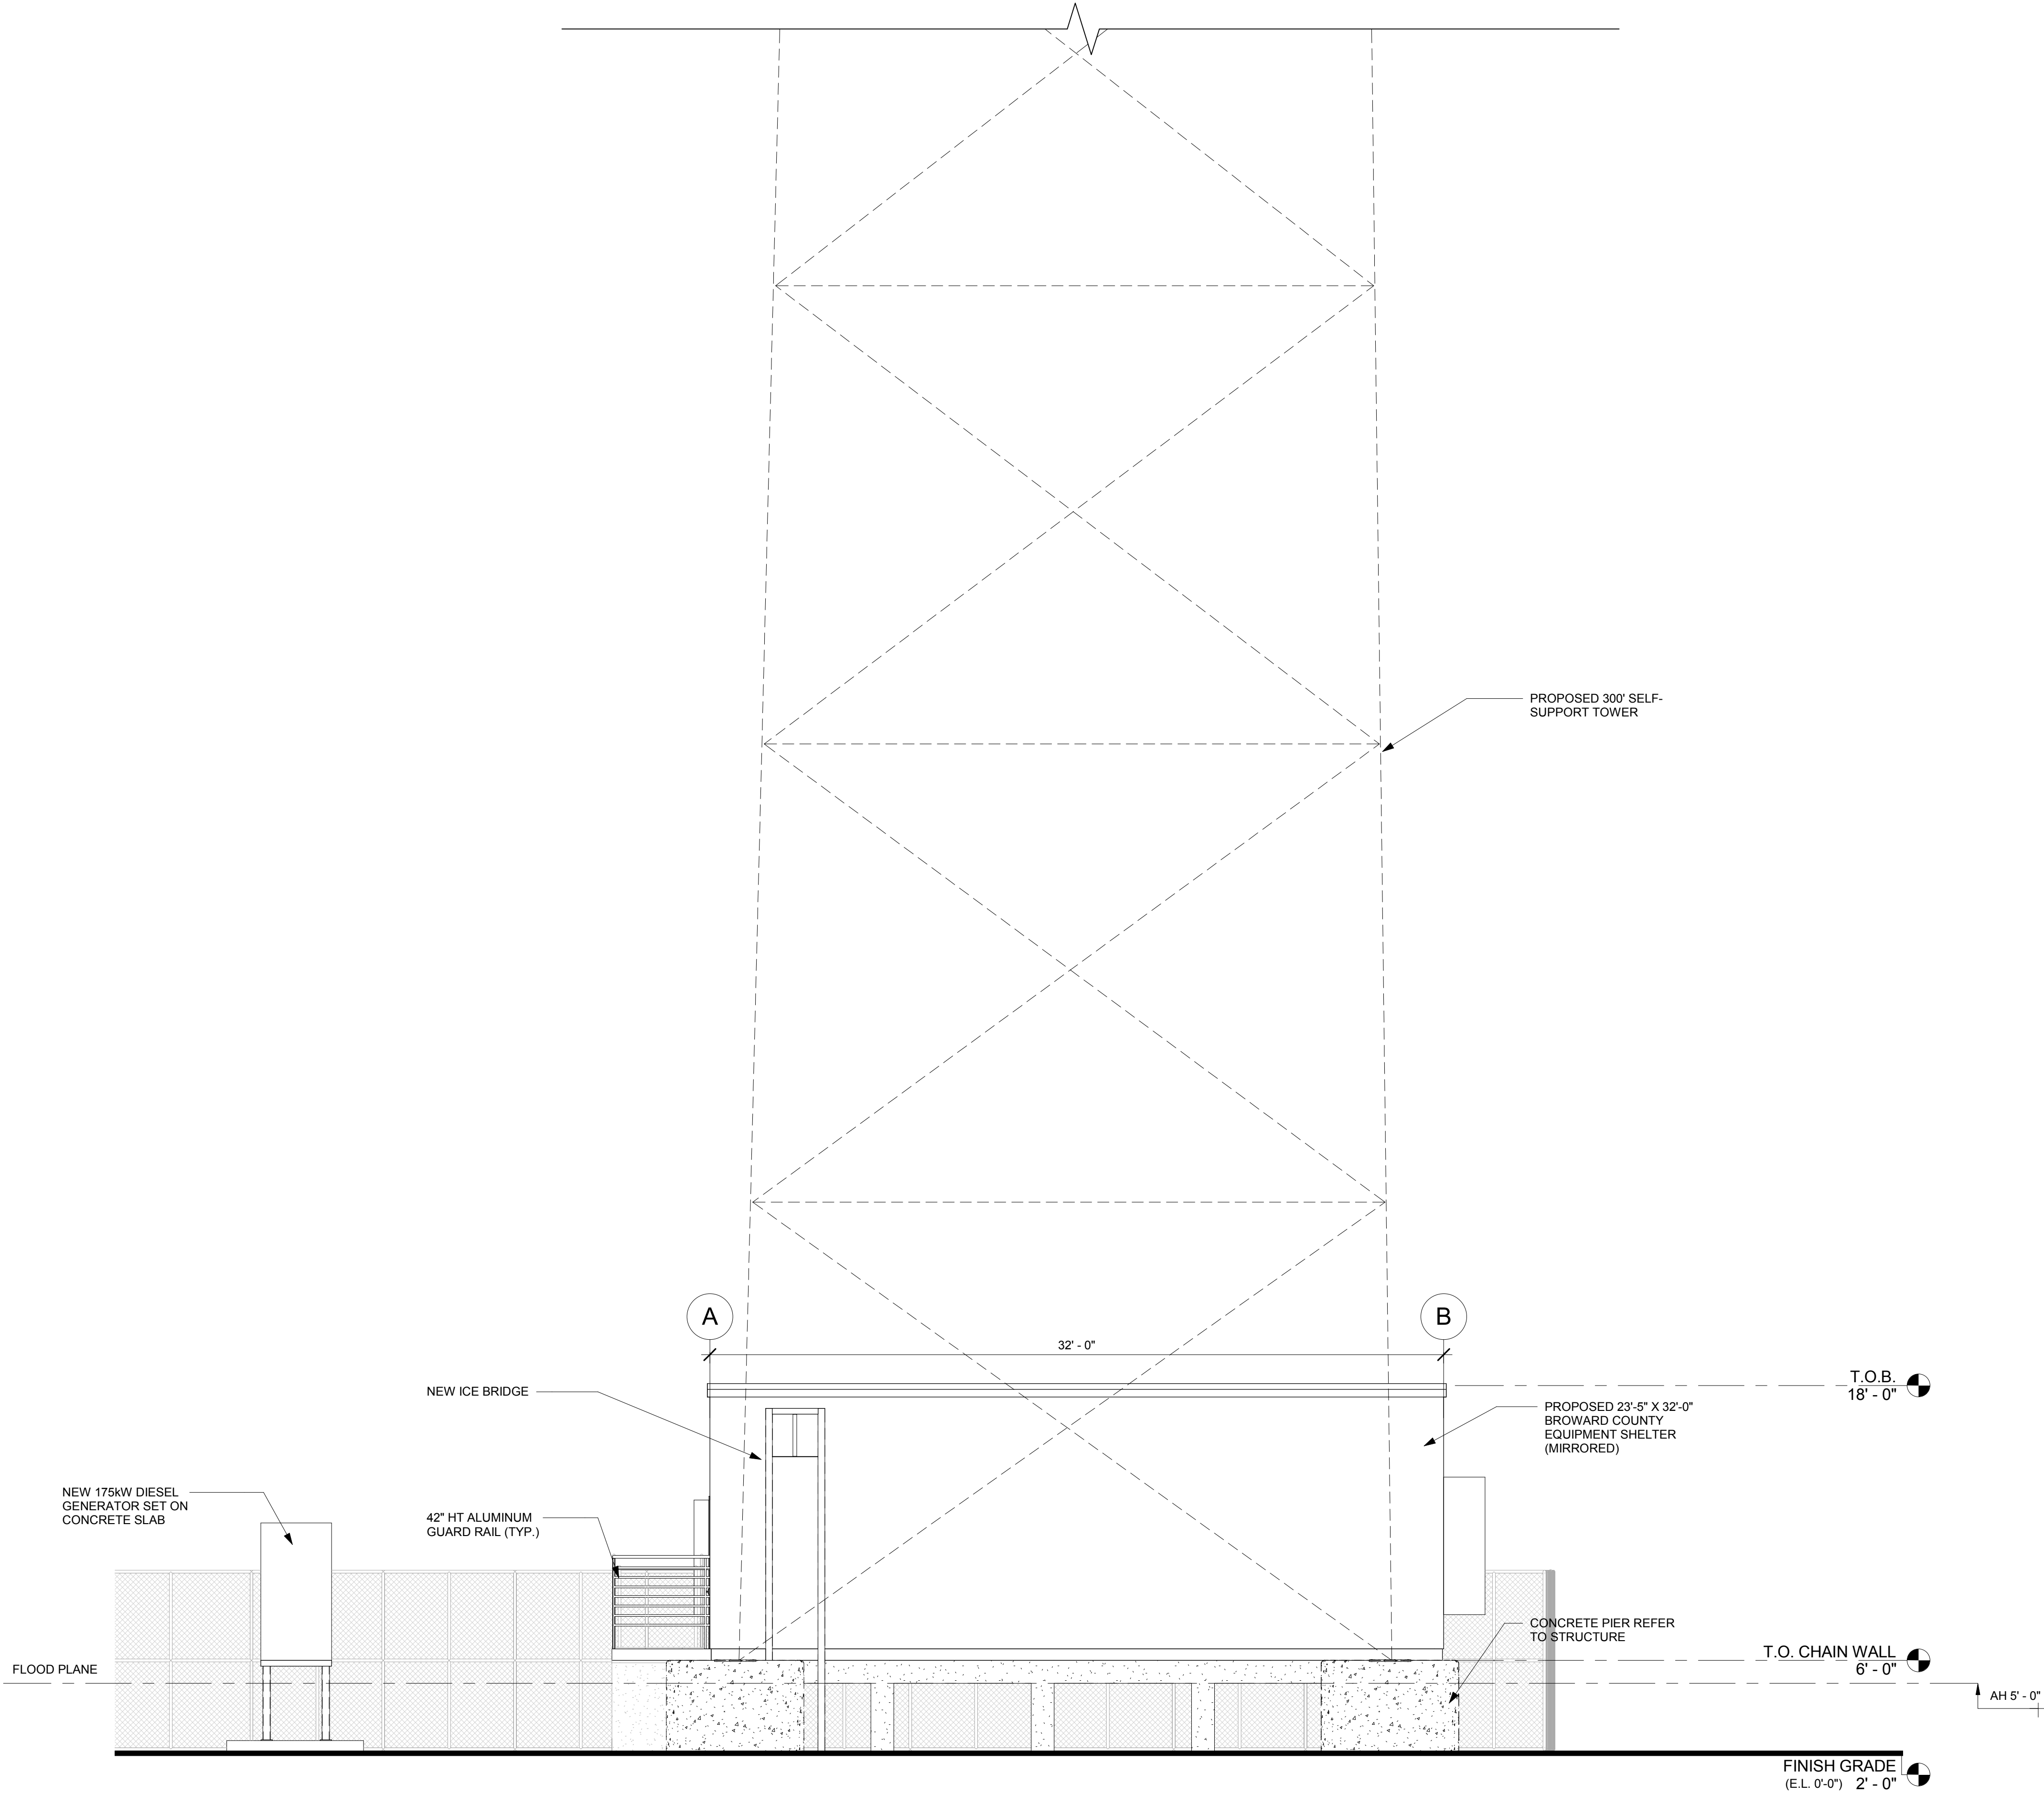 PROPOSED 300' SELF-
SUPPORT TOWER
A
B
32' - 0"
NEW ICE BRIDGE
T.O.B.
18' - 0"
PROPOSED 23'-5" X 32'-0"
BROWARD COUNTY
EQUIPMENT SHELTER
(MIRRORED)
NEW 175kW DIESEL
GENERATOR SET ON
CONCRETE SLAB
42" HT ALUMINUM
GUARD RAIL (TYP.)
CONCRETE PIER REFER
TO STRUCTURE
FLOOD PLANE
T.O. CHAIN WALL
6' - 0"
AH 5' - 0"
FINISH GRADE
(E.L. 0'-0") 2' - 0"